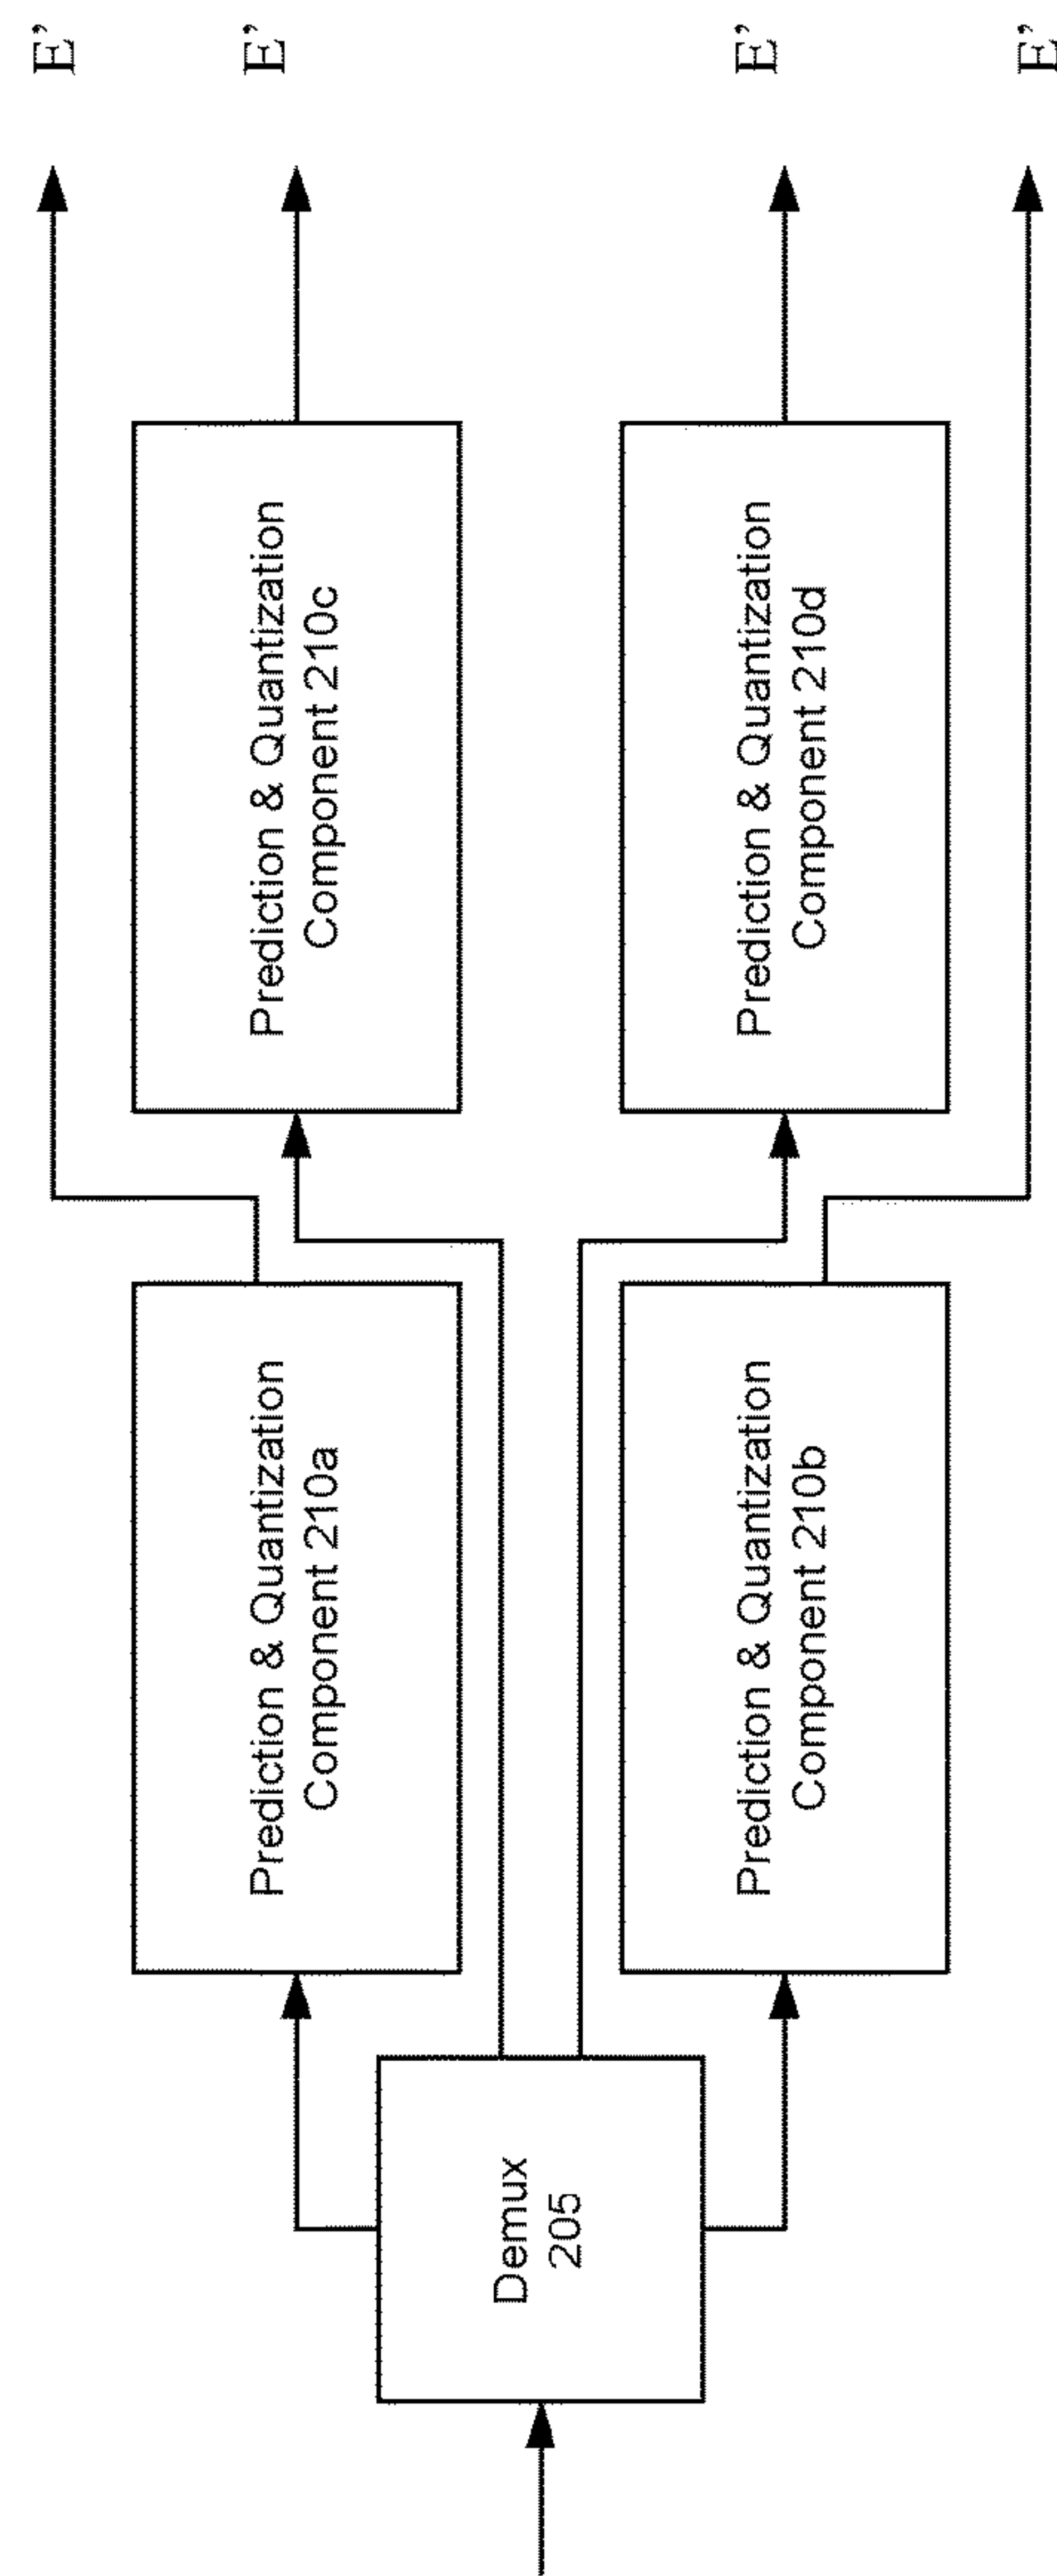 E’
Prediction & Quantization
Component 210a
Prediction & Quantization
Component 210c
E’
Demux
205
Prediction & Quantization
Component 210b
Prediction & Quantization
Component 210d
E’
E’